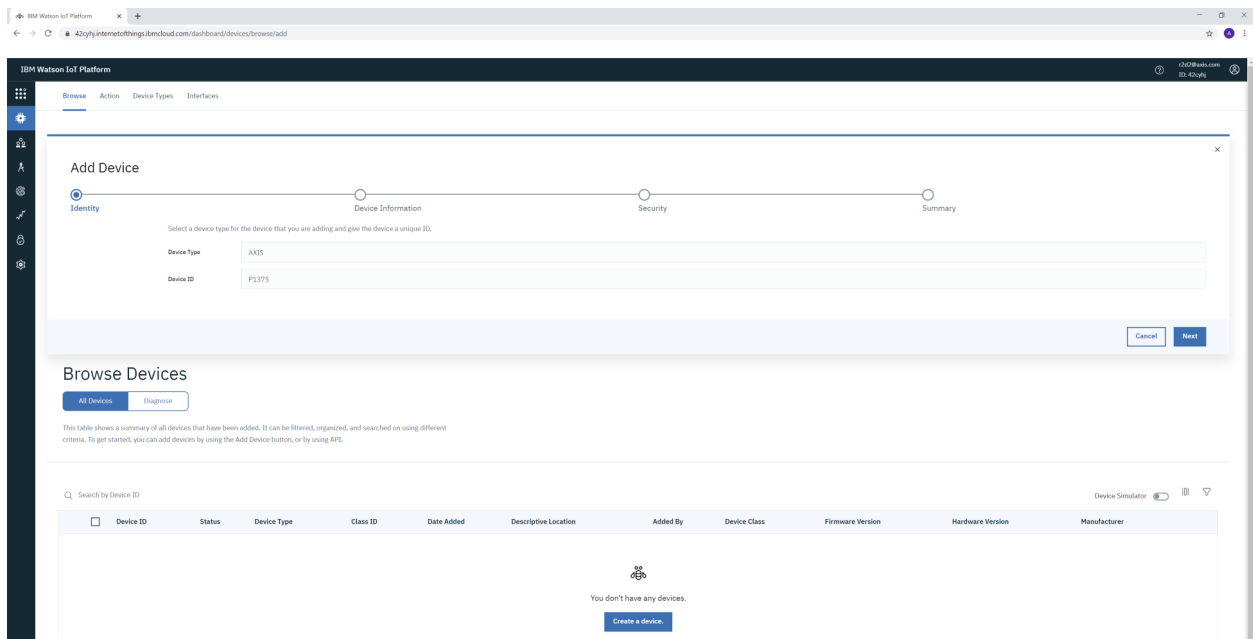 IBM Watson IoT Platform
42cyhj.internetofthings.ibmcloud.com/dashboard/devices/browse/add
A
IBM Watson IoT Platform
r2d2@axis.com
ID: 42cyhj
Browse Action Device Types Interfaces
Add Device
Identity Device Information Security Summary
Select a device type for the device that you are adding and give the device a unique ID.
Device Type AXIS
Device ID P1375
Cancel Next
Browse Devices
All Devices Diagnose
This table shows a summary of all devices that have been added. It can be filtered, organized, and searched on using different
criteria. To get started, you can add devices by using the Add Device button, or by using API.
Search by Device ID Device Simulator
Device ID Status Device Type Class ID Date Added Descriptive Location Added By Device Class Firmware Version Hardware Version Manufacturer
You don't have any devices.
Create a device.